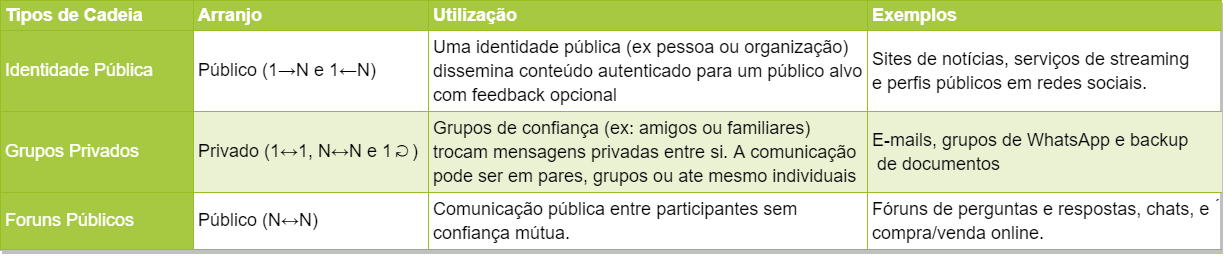 Tipos de Cadeia
Arranjo
Utilização
Exemplos
Identidade Pública
Público (1→N e 1←N)
Uma identidade pública (ex pessoa ou organização)
dissemina conteúdo autenticado para um público alvo
com feedback opcional
Sites de notícias, serviços de streaming
e perfis públicos em redes sociais.
Grupos Privados
Privado (1↔1, N↔N e 1⟲)
Grupos de confiança (ex: amigos ou familiares)
trocam mensagens privadas entre si. A comunicação
pode ser em pares, grupos ou ate mesmo individuais
E-mails, grupos de WhatsApp e backup
de documentos
Foruns Públicos
Público (N↔N)
Comunicação pública entre participantes sem
confiança mútua.
Fóruns de perguntas e respostas, chats, e ´
compra/venda online.